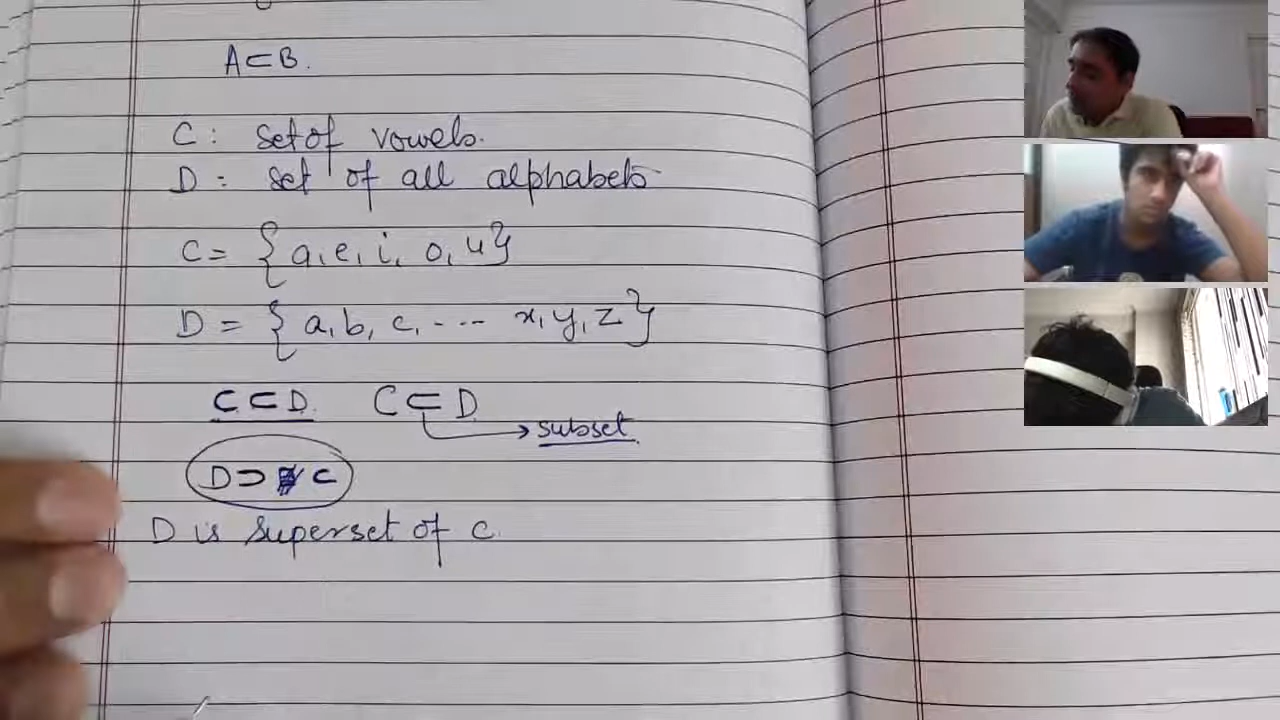 A⊂B.
C: set of vowels.
D: set of all alphabets
C = {a, e, i, o, u}
D = {a, b, c, --- x, y, z}
C⊂D. C⊂D
subset.
D⊃ C
D is superset of C.